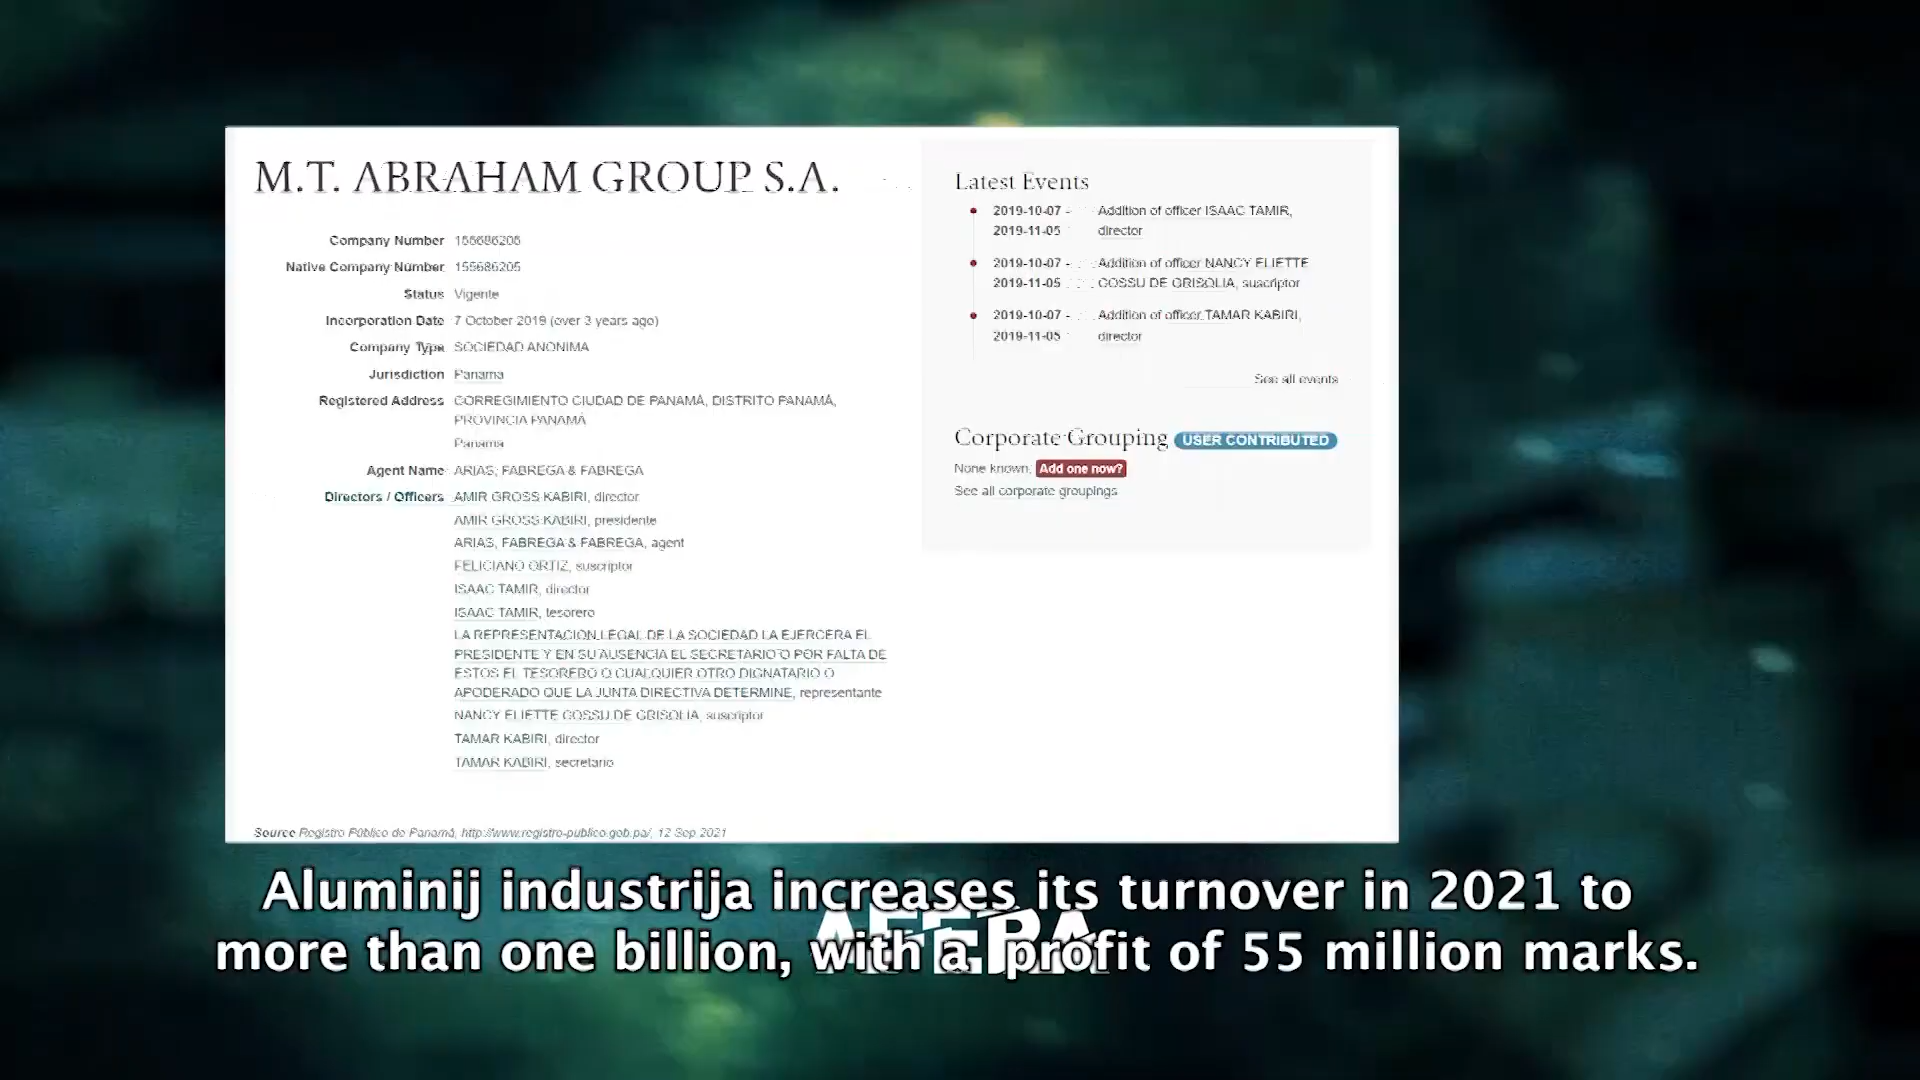 M.T. ABRAHAM GROUP S.A.
Company Number 155686205
Native Company Number 155686205
Status Vigente
Incorporation Date 7 October 2019 (over 3 years ago)
Company Type SOCIEDAD ANONIMA
Jurisdiction Panama
Registered Address CORREGIMIENTO CIUDAD DE PANAMÁ, DISTRITO PANAMÁ,
PROVINCIA PANAMÁ
Panama
Agent Name ARIAS, FABREGA & FABREGA
Directors / Officers AMIR GROSS KABIRI, director
AMIR GROSS KABIRI, presidente
ARIAS, FABREGA & FABREGA, agent
FELICIANO ORTIZ, suscriptor
ISAAC TAMIR, director
ISAAC TAMIR, tesorero
LA REPRESENTACION LEGAL DE LA SOCIEDAD LA EJERCERA EL
PRESIDENTE Y EN SU AUSENCIA EL SECRETARIO O POR FALTA DE
ESTOS EL TESORERO O CUALQUIER OTRO DIGNATARIO O
APODERADO QUE LA JUNTA DIRECTIVA DETERMINE, representante
NANCY ELIETTE COSSU DE GRISOLIA, suscriptor
TAMAR KABIRI, director
TAMAR KABIRI, secretario
Source Registro Público de Panamá, http://www.registro-publico.gob.pa/, 12 Sep 2021
Latest Events
2019-10-07 - Addition of officer ISAAC TAMIR,
2019-11-05 director
2019-10-07 - Addition of officer NANCY ELIETTE
2019-11-05 COSSU DE GRISOLIA, suscriptor
2019-10-07 - Addition of officer TAMAR KABIRI,
2019-11-05 director
See all events
Corporate Grouping USER CONTRIBUTED
None known. Add one now?
See all corporate groupings
Aluminij industrija increases its turnover in 2021 to
more than one billion, with a profit of 55 million marks.